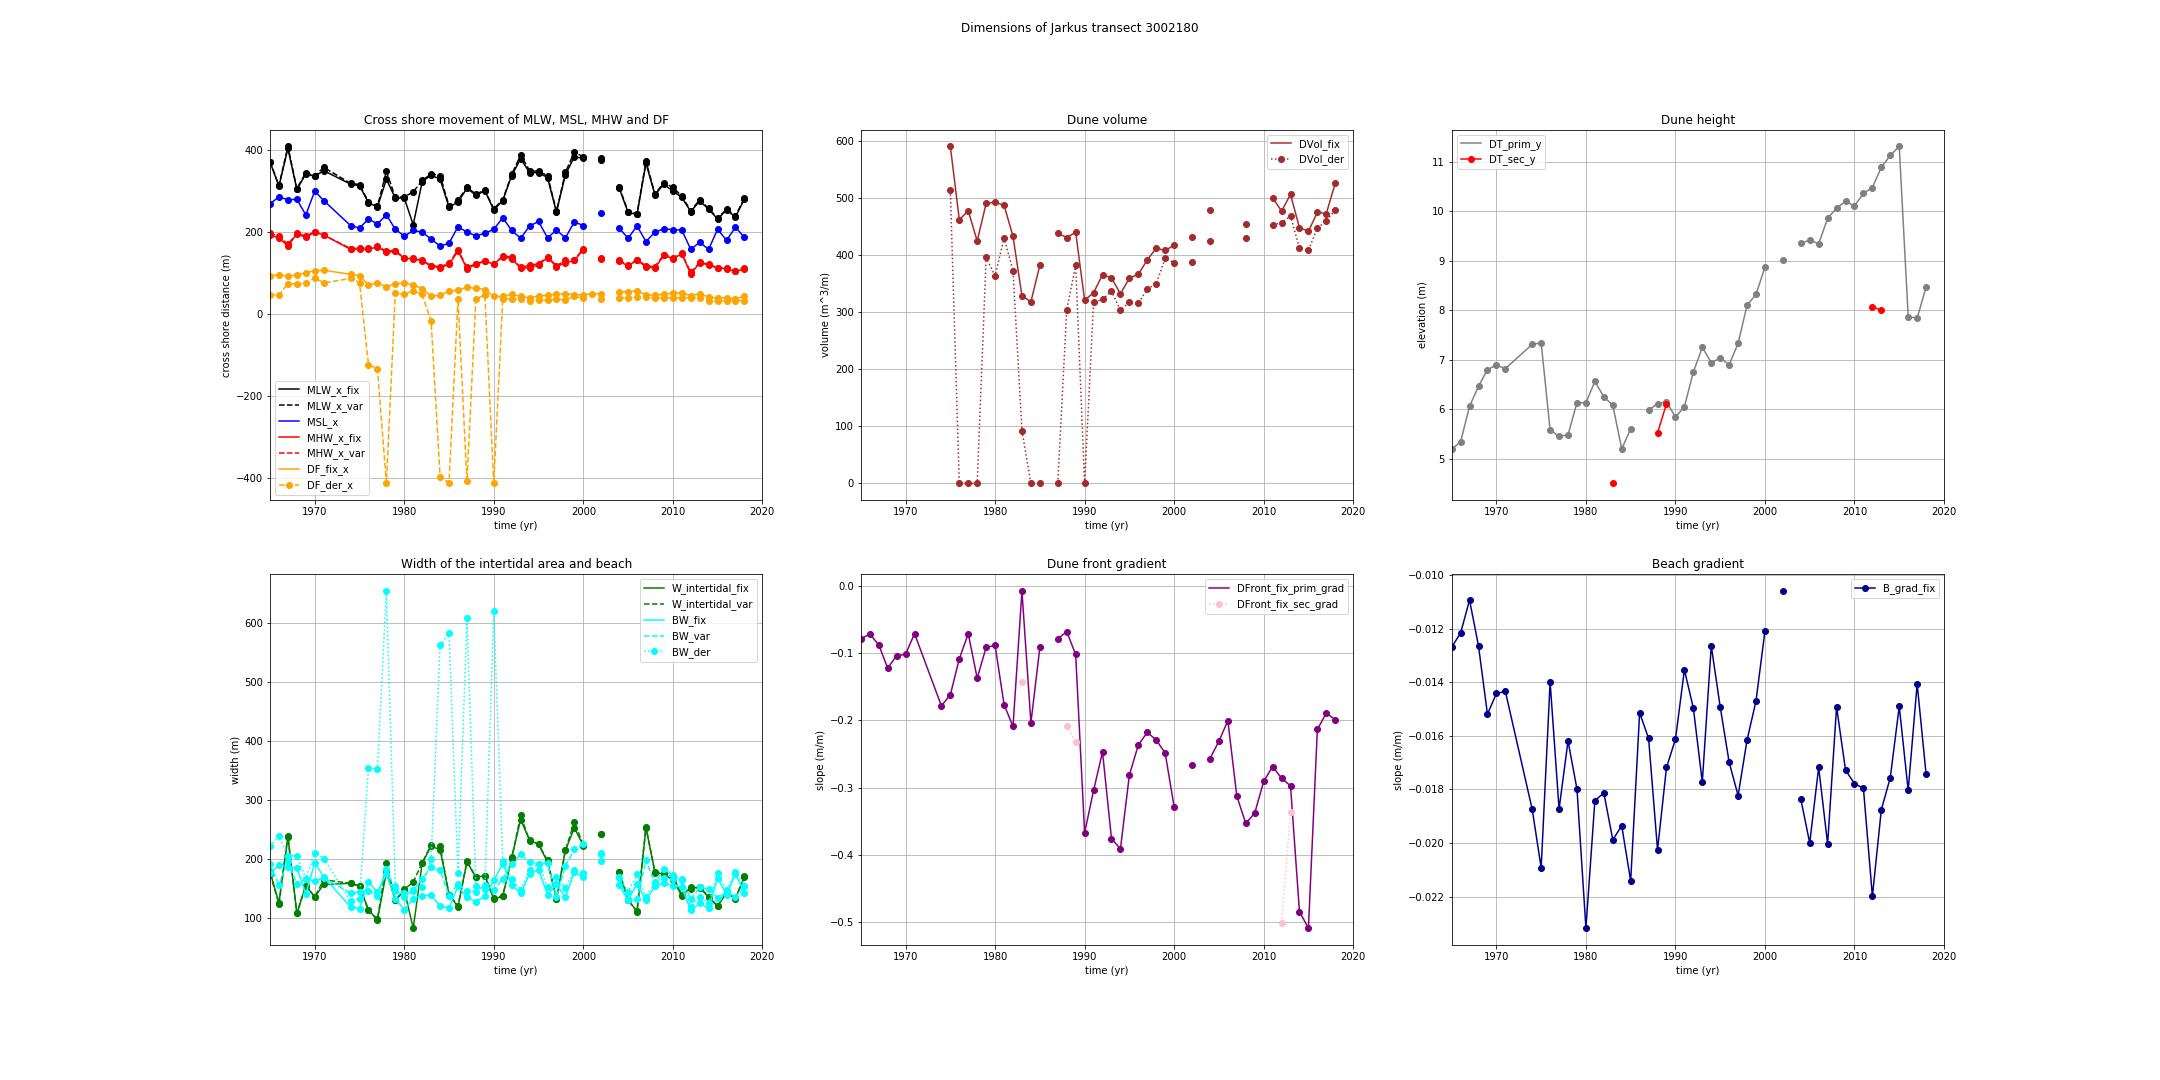 Dimensions of Jarkus transect 3002180
Cross shore movement of MLW, MSL, MHW and DF
cross shore distance (m)
400
200
0
−200
−400
MLW_x_fix
MLW_x_var
MSL_x
MHW_x_fix
MHW_x_var
DF_fix_x
DF_der_x
1970 1980 1990 2000 2010 2020
time (yr)
Dune volume
volume (m^3/m)
600
500
400
300
200
100
0
DVol_fix
DVol_der
1970 1980 1990 2000 2010 2020
time (yr)
Dune height
elevation (m)
11
10
9
8
7
6
5
DT_prim_y
DT_sec_y
1970 1980 1990 2000 2010 2020
time (yr)
Width of the intertidal area and beach
width (m)
600
500
400
300
200
100
W_intertidal_fix
W_intertidal_var
BW_fix
BW_var
BW_der
1970 1980 1990 2000 2010 2020
time (yr)
Dune front gradient
slope (m/m)
0.0
−0.1
−0.2
−0.3
−0.4
−0.5
DFront_fix_prim_grad
DFront_fix_sec_grad
1970 1980 1990 2000 2010 2020
time (yr)
Beach gradient
slope (m/m)
−0.010
−0.012
−0.014
−0.016
−0.018
−0.020
−0.022
B_grad_fix
1970 1980 1990 2000 2010 2020
time (yr)